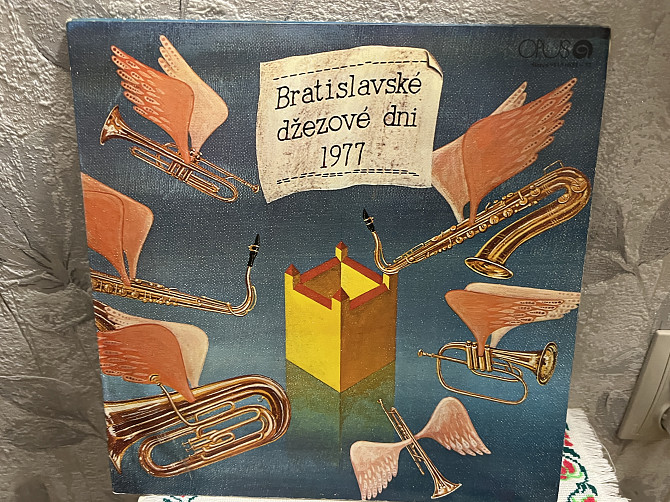 OPUS
Bratislavské
džezové dni
1977